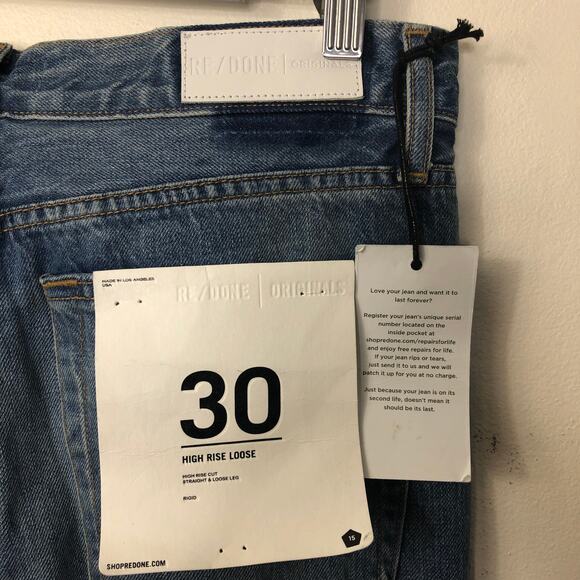 RE/DONE | ORIGINALS
MADE IN LOS ANGELES
USA
RE/DONE | ORIGINALS
30
HIGH RISE LOOSE
HIGH RISE CUT
STRAIGHT & LOOSE LEG
RIGID
SHOPREDONE.COM
15
Love your jean and want it to
last forever?
Register your jean's unique serial
number located on the
inside pocket at
shopredone.com/repairsforlife
and enjoy free repairs for life.
If your jean rips or tears,
just send it to us and we will
patch it up for you at no charge.
Just because your jean is on its
second life, doesn't mean it
should be its last.